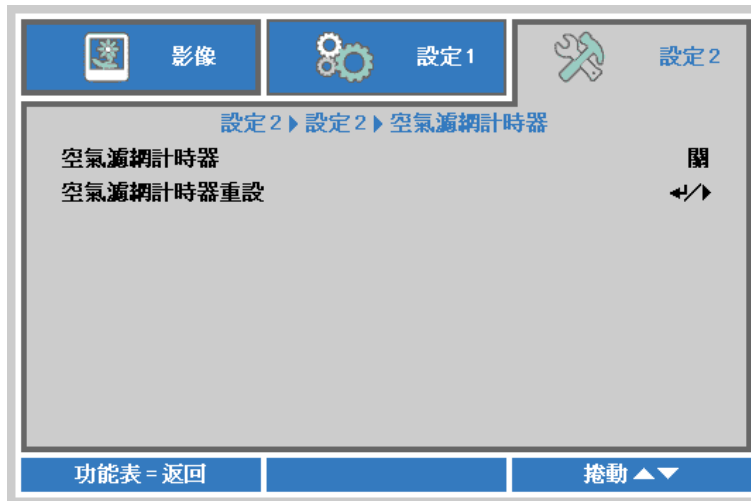 影像
設定1
設定2
設定2▶設定2▶空氣濾網計時器
空氣濾網計時器 關
空氣濾網計時器重設 ↵/▶
功能表=返回
捲動▲▼